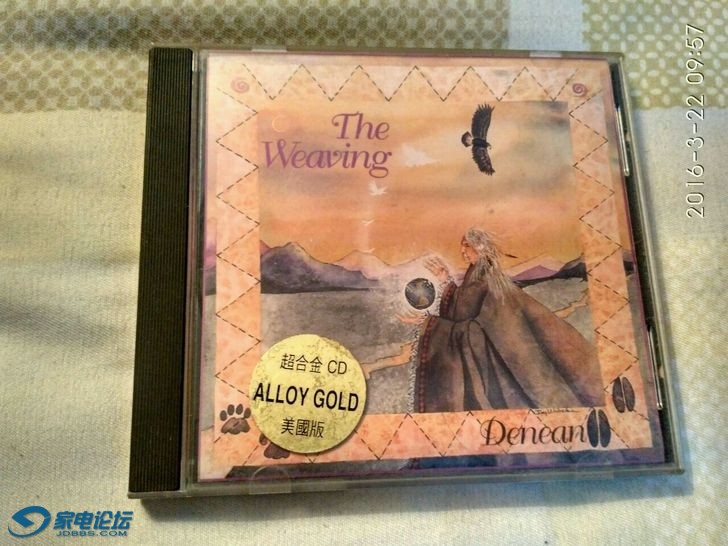 The
Weaving
超合金 CD
ALLOY GOLD
美國版
Denean
2016-3-22 09:57
家电论坛
JDBBS.COM